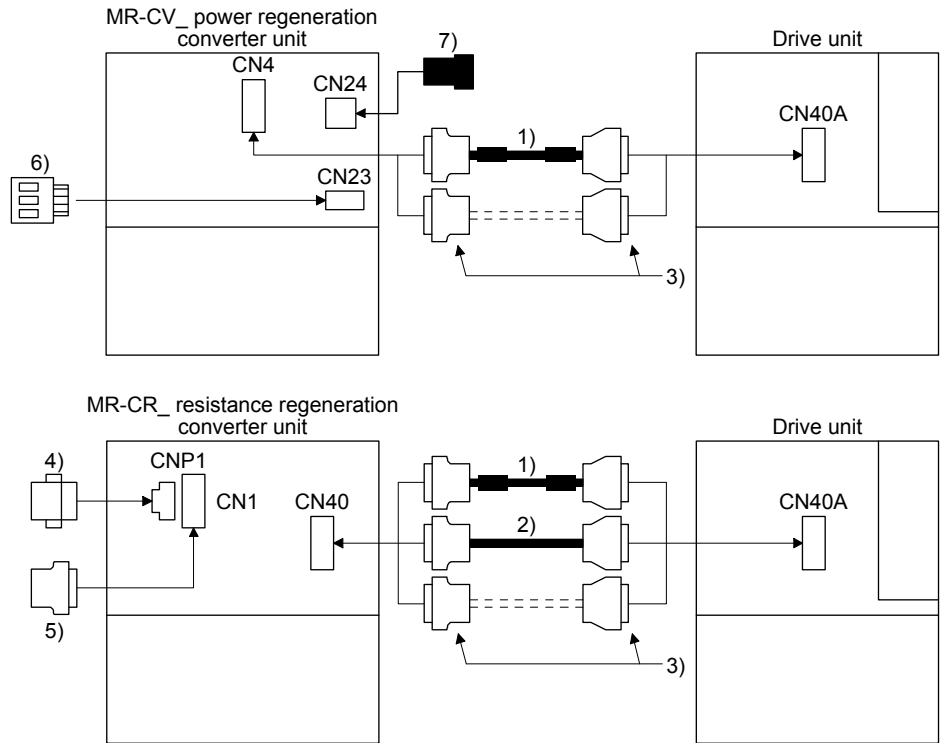 MR-CV_ power regeneration
converter unit
7)
Drive unit
CN4
CN24
CN40A
1)
6)
CN23
3)
MR-CR_ resistance regeneration
converter unit
Drive unit
4)
CNP1
1)
CN1
CN40
CN40A
2)
5)
3)